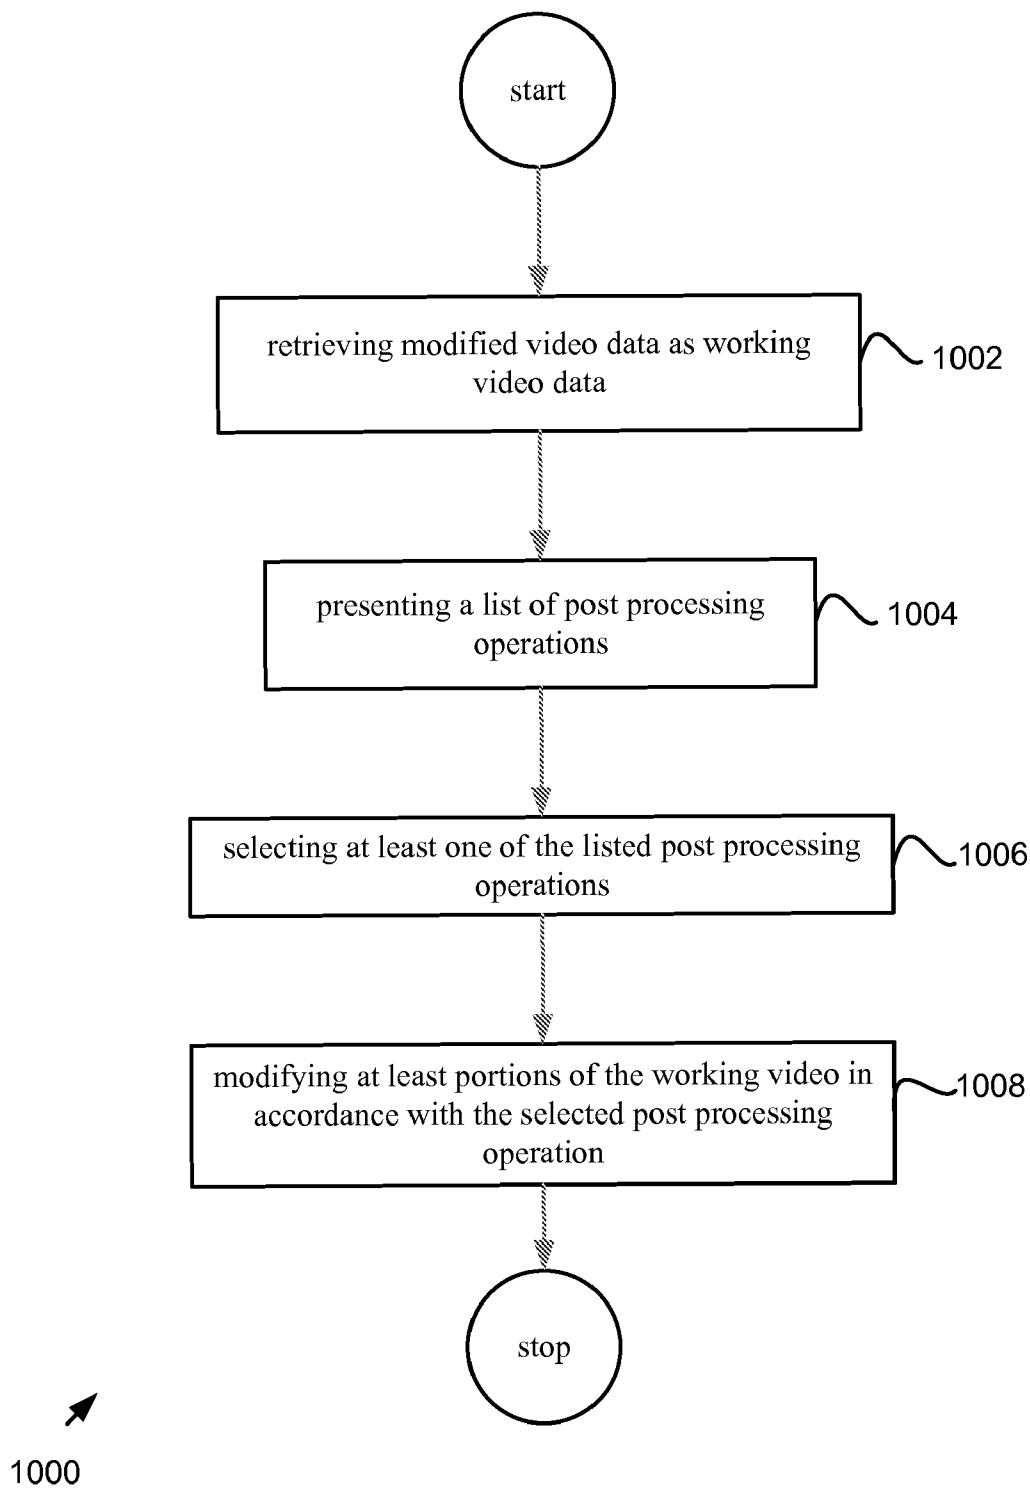 start
retrieving modified video data as working
video data
1002
presenting a list of post processing
operations
1004
selecting at least one of the listed post processing
operations
1006
modifying at least portions of the working video in
accordance with the selected post processing
operation
1008
stop
1000